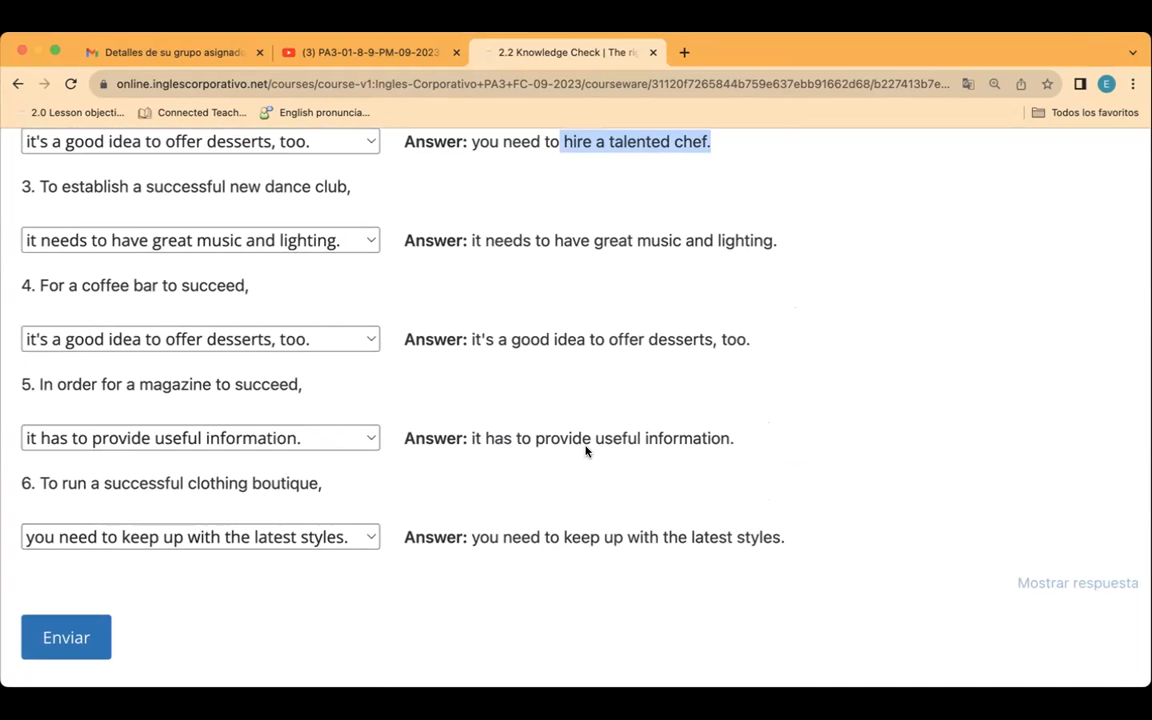 Detalles de su grupo asignado
(3) PA3-01-8-9-PM-09-2023
2.2 Knowledge Check | The rig
online.inglescorporativo.net/courses/course-v1:Ingles-Corporativo+PA3+FC-09-2023/courseware/31120f7265844b759e637ebb91662d68/b227413b7e...
E
2.0 Lesson objecti...
Connected Teach...
English pronuncia...
Todos los favoritos
it's a good idea to offer desserts, too.
Answer: you need to hire a talented chef.
3. To establish a successful new dance club,
it needs to have great music and lighting.
Answer: it needs to have great music and lighting.
4. For a coffee bar to succeed,
it's a good idea to offer desserts, too.
Answer: it's a good idea to offer desserts, too.
5. In order for a magazine to succeed,
it has to provide useful information.
Answer: it has to provide useful information.
6. To run a successful clothing boutique,
you need to keep up with the latest styles.
Answer: you need to keep up with the latest styles.
Mostrar respuesta
Enviar